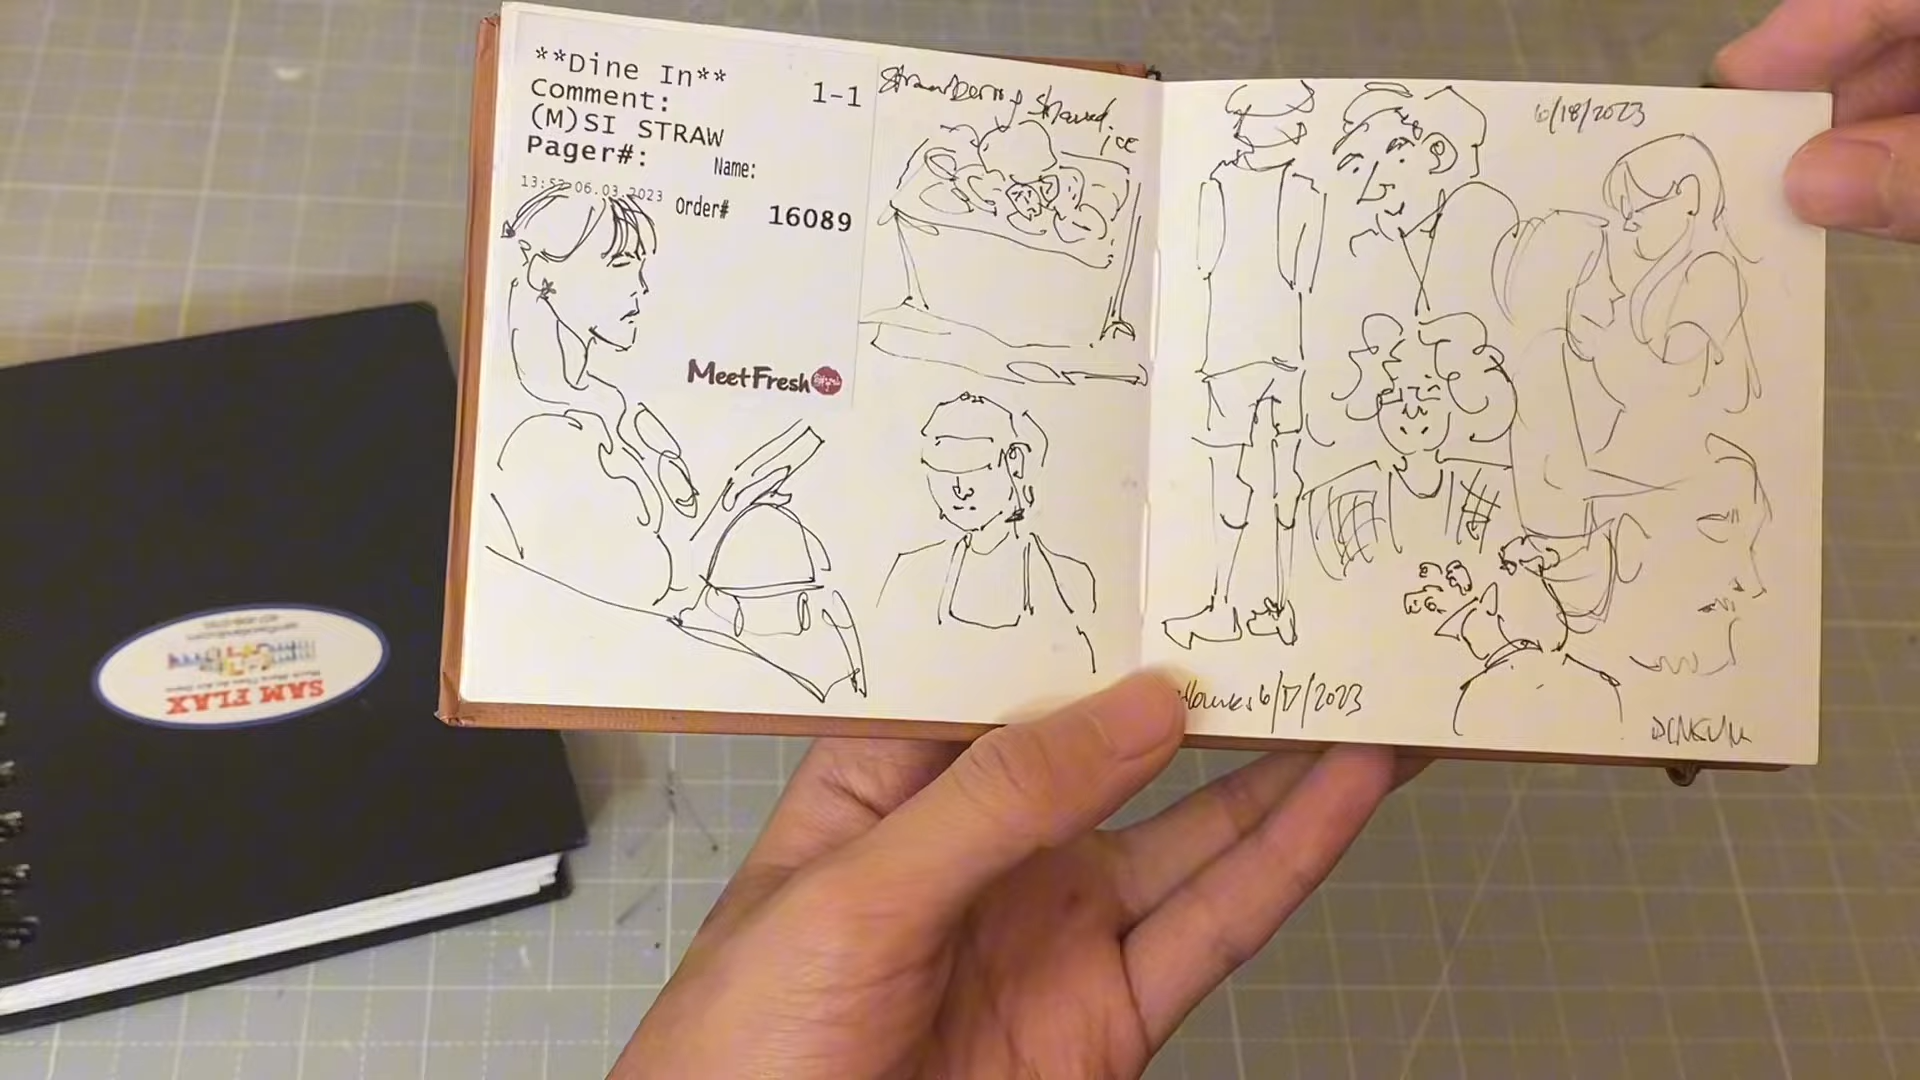 **Dine In**
1-1
Comment:
(M)SI STRAW
Pager#:
Name:
13:53 06.03.2023
Order#
16089
MeetFresh
Strawberry shaved
ice
6/18/2023
6/17/2023
SAM FLAX